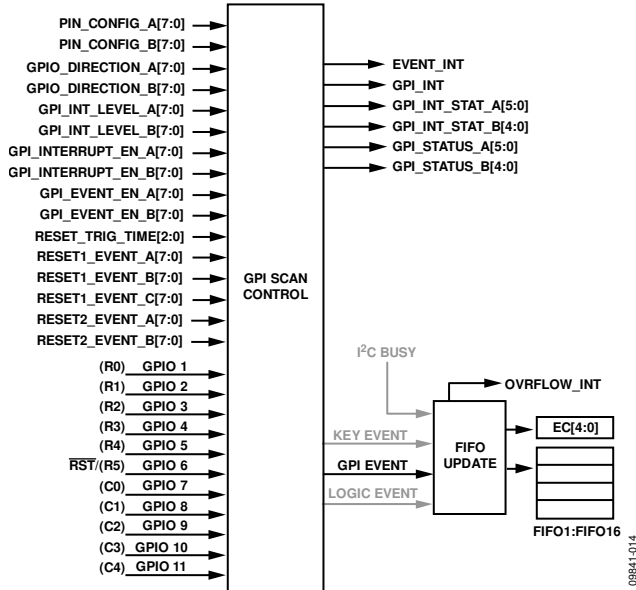 PIN_CONFIG_A[7:0]
PIN_CONFIG_B[7:0]
GPIO_DIRECTION_A[7:0]
GPIO_DIRECTION_B[7:0]
GPI_INT_LEVEL_A[7:0]
GPI_INT_LEVEL_B[7:0]
GPI_INTERRUPT_EN_A[7:0]
GPI_INTERRUPT_EN_B[7:0]
GPI_EVENT_EN_A[7:0]
GPI_EVENT_EN_B[7:0]
RESET_TRIG_TIME[2:0]
RESET1_EVENT_A[7:0]
RESET1_EVENT_B[7:0]
RESET1_EVENT_C[7:0]
RESET2_EVENT_A[7:0]
RESET2_EVENT_B[7:0]
(R0) GPIO 1
(R1) GPIO 2
(R2) GPIO 3
(R3) GPIO 4
(R4) GPIO 5
RST/(R5) GPIO 6
(C0) GPIO 7
(C1) GPIO 8
(C2) GPIO 9
(C3) GPIO 10
(C4) GPIO 11
GPI SCAN
CONTROL
EVENT_INT
GPI_INT
GPI_INT_STAT_A[5:0]
GPI_INT_STAT_B[4:0]
GPI_STATUS_A[5:0]
GPI_STATUS_B[4:0]
I²C BUSY
KEY EVENT
GPI EVENT
LOGIC EVENT
FIFO
UPDATE
OVRFLOW_INT
EC[4:0]
FIFO1:FIFO16
09841-014